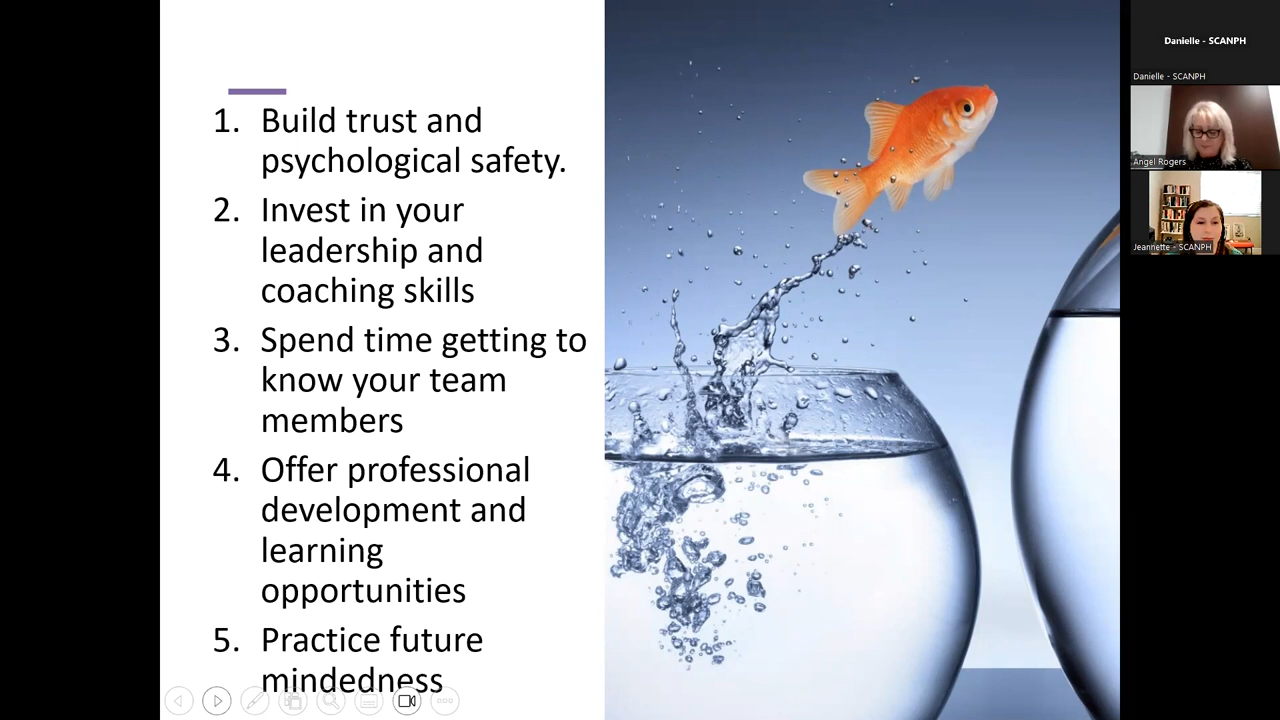 1. Build trust and
psychological safety.
2. Invest in your
leadership and
coaching skills
3. Spend time getting to
know your team
members
4. Offer professional
development and
learning
opportunities
5. Practice future
mindedness
Danielle - SCANPH
Danielle - SCANPH
Angel Rogers
Jeannette - SCANPH